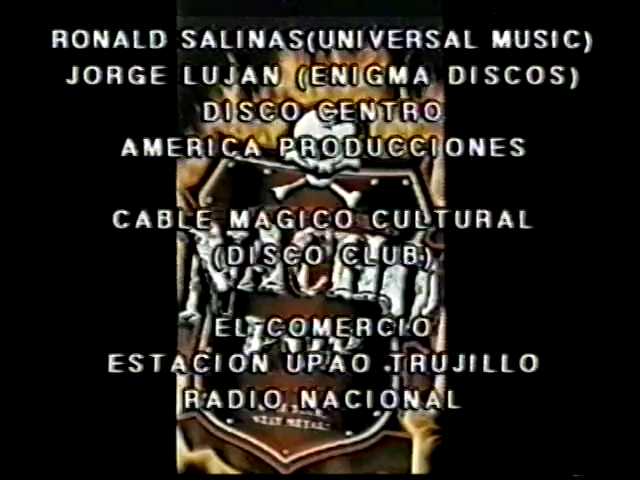 RONALD SALINAS(UNIVERSAL MUSIC)
JORGE LUJAN (ENIGMA DISCOS)
DISCO CENTRO
AMERICA PRODUCCIONES
CABLE MAGICO CULTURAL
(DISCO CLUB)
EL COMERCIO
ESTACION UPAO TRUJILLO
RADIO NACIONAL